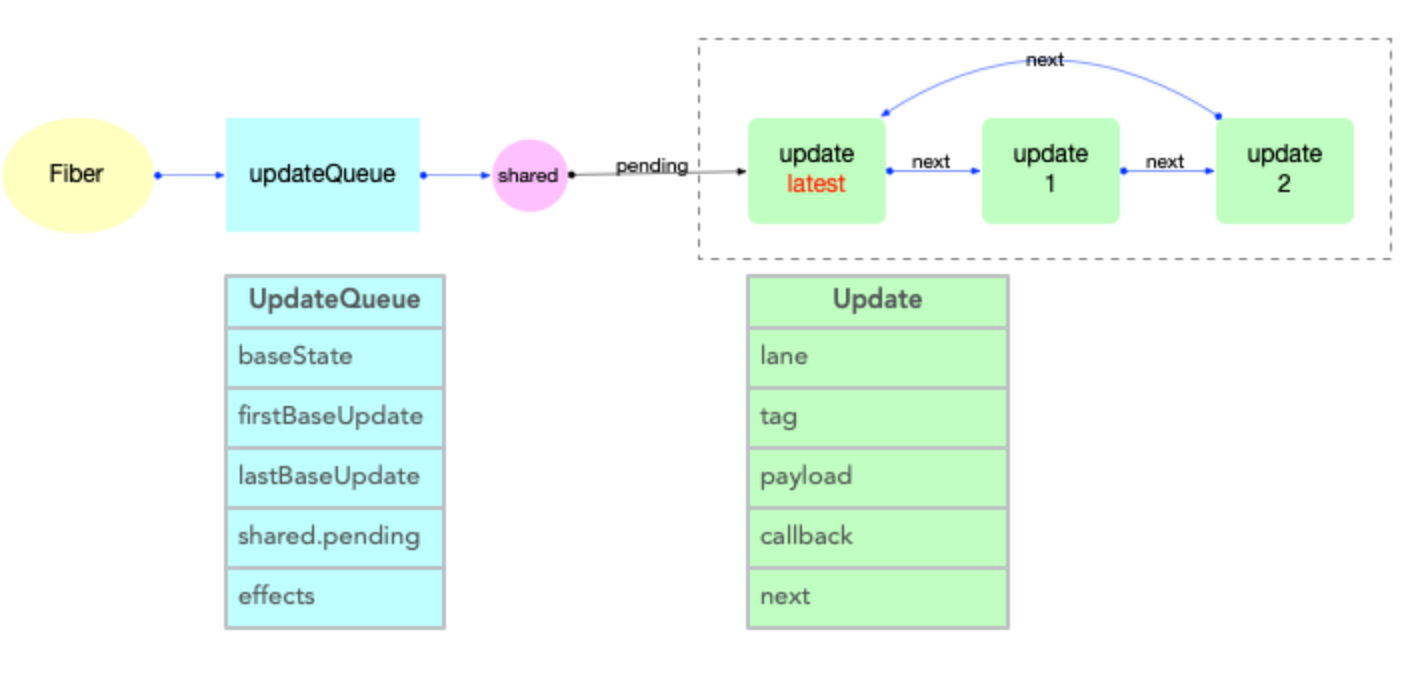 next
Fiber
updateQueue
shared
pending
update
latest
next
update
1
next
update
2
UpdateQueue
baseState
firstBaseUpdate
lastBaseUpdate
shared.pending
effects
Update
lane
tag
payload
callback
next